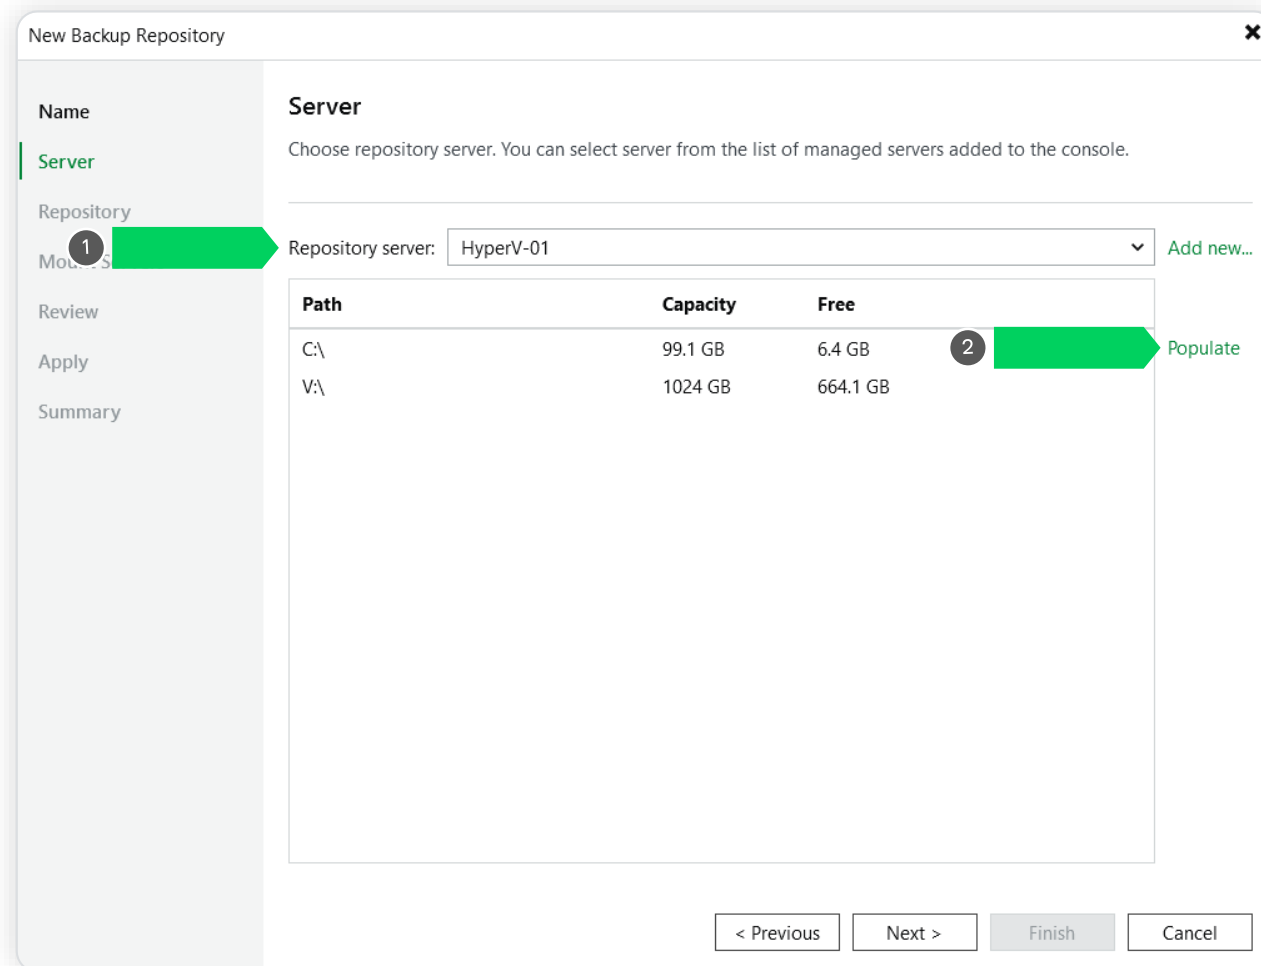 New Backup Repository
Name
Server
Repository
Review
Apply
Summary
Server
Choose repository server. You can select server from the list of managed servers added to the console.
1
Repository server: HyperV-01 Add new...
Path Capacity Free
C:\ 99.1 GB 6.4 GB 2 Populate
V:\ 1024 GB 664.1 GB
< Previous Next > Finish Cancel